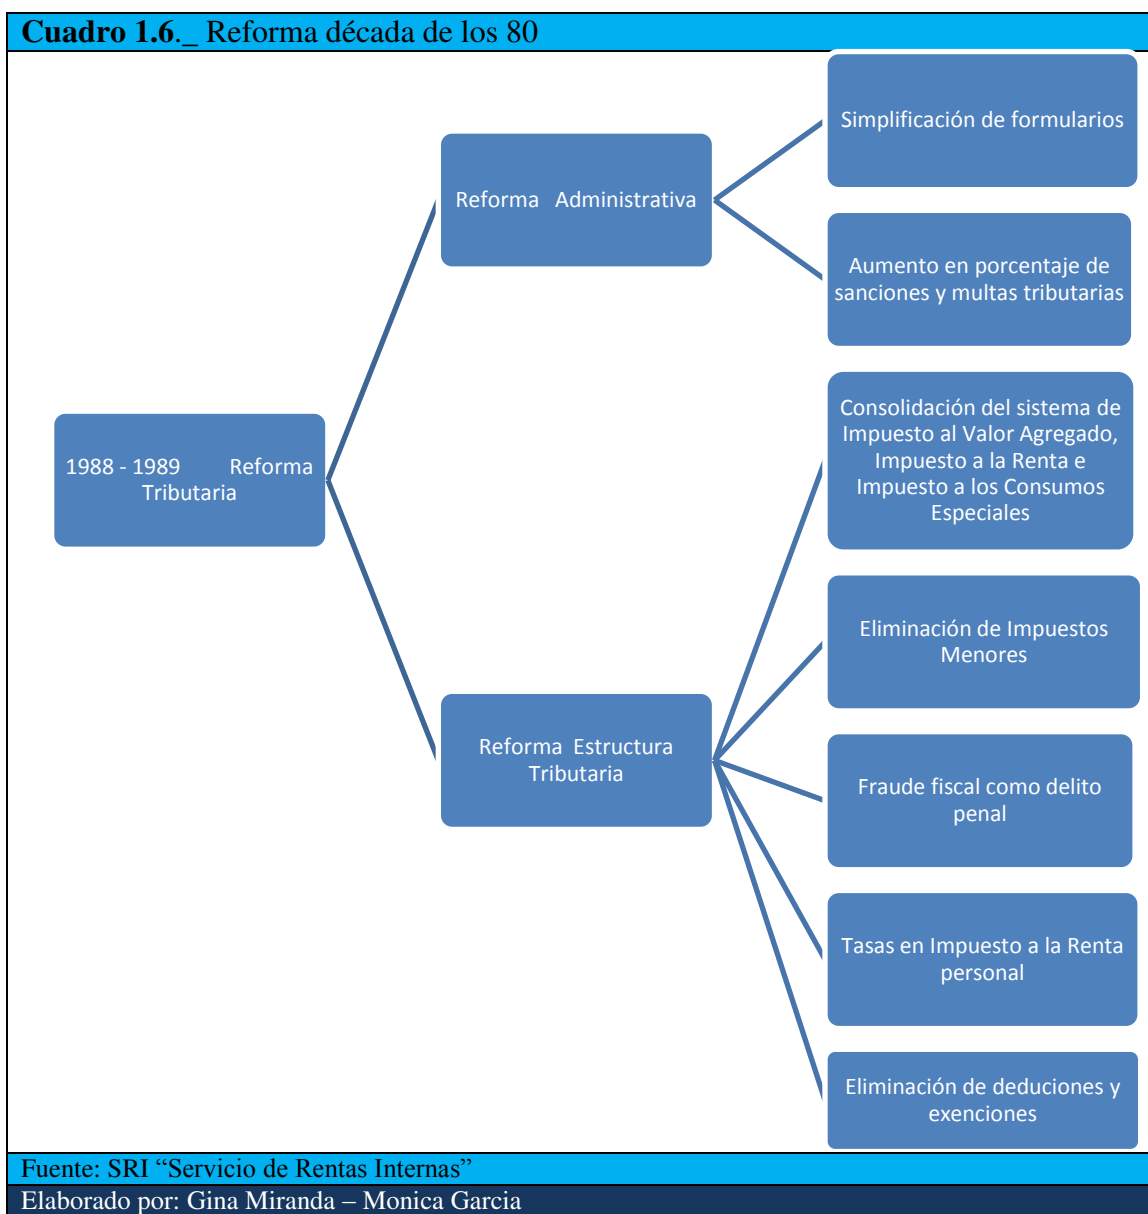 Cuadro 1.6._ Reforma década de los 80
Simplificación de formularios
Reforma Administrativa
Aumento en porcentaje de
sanciones y multas tributarias
Consolidación del sistema de
Impuesto al Valor Agregado,
Impuesto a la Renta e
Impuesto a los Consumos
Especiales
1988 - 1989 Reforma
Tributaria
Eliminación de Impuestos
Menores
Reforma Estructura
Tributaria
Fraude fiscal como delito
penal
Tasas en Impuesto a la Renta
personal
Eliminación de deduciones y
exenciones
Fuente: SRI “Servicio de Rentas Internas”
Elaborado por: Gina Miranda – Monica Garcia